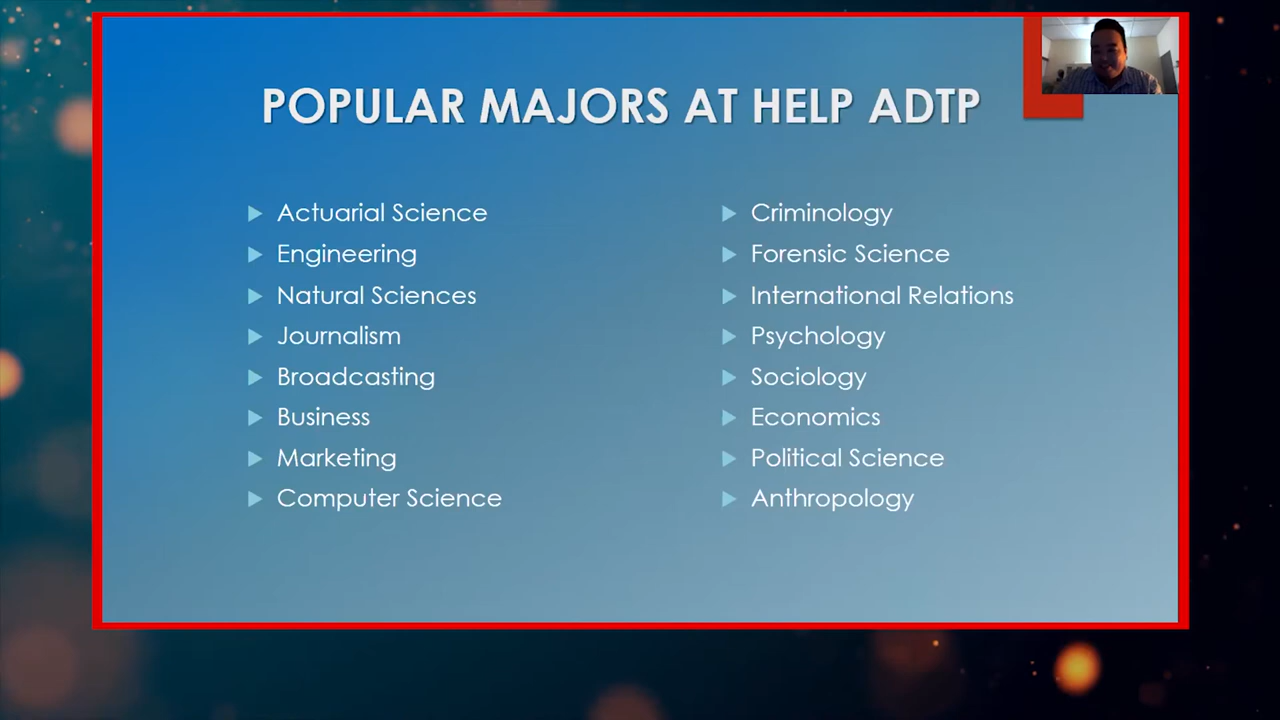 POPULAR MAJORS AT HELP ADTP
Actuarial Science
Engineering
Natural Sciences
Journalism
Broadcasting
Business
Marketing
Computer Science
Criminology
Forensic Science
International Relations
Psychology
Sociology
Economics
Political Science
Anthropology